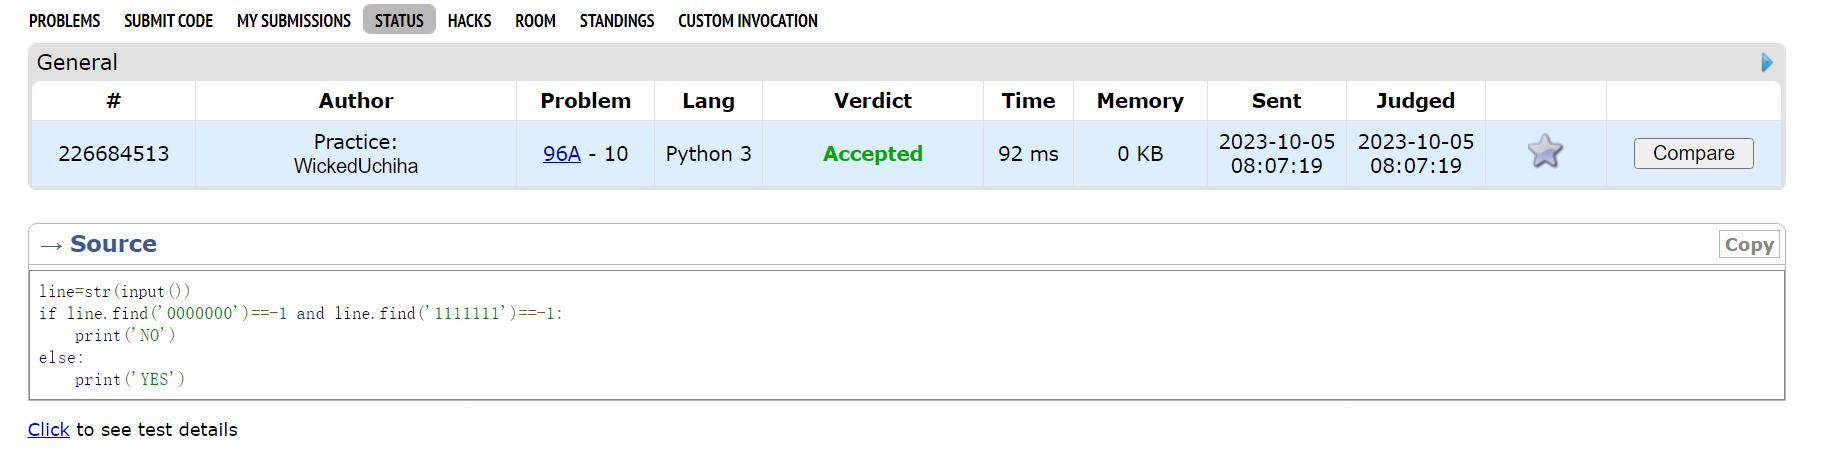 PROBLEMS SUBMIT CODE MY SUBMISSIONS STATUS HACKS ROOM STANDINGS CUSTOM INVOCATION
General
# Author Problem Lang Verdict Time Memory Sent Judged
226684513 Practice: WickedUchiha 96A - 10 Python 3 Accepted 92 ms 0 KB 2023-10-05 08:07:19 2023-10-05 08:07:19 Compare
→ Source Copy
line=str(input())
if line.find('0000000')==-1 and line.find('1111111')==-1:
    print('NO')
else:
    print('YES')
Click to see test details